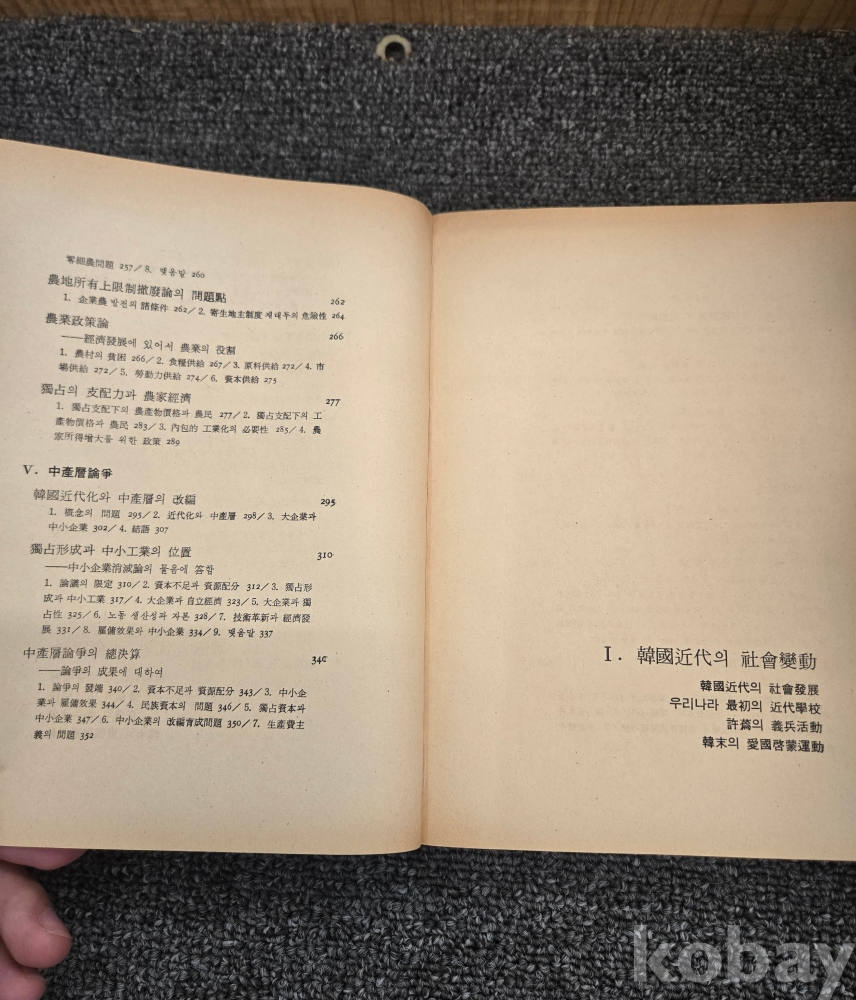 零細農問題 257/8. 맺음말 260
農地所有上限制撤廢論의 問題點 262
1. 企業農 발전의 諸條件 262/2. 寄生地主制度 재대두의 危險性 264
農業政策論 266
——經濟發展에 있어서 農業의 役割
1. 農村의 貧困 266/2. 食糧供給 267/3. 原料供給 272/4. 市
場供給 272/5. 勞動力供給 274/6. 資本供給 275
獨占의 支配力과 農家經濟 277
1. 獨占支配下의 農產物價格과 農民 277/2. 獨占支配下의 工
產物價格과 農民 283/3. 內包的 工業化의 必要性 285/4. 農
家所得增大를 위한 政策 289
V. 中產層論爭
韓國近代化와 中產層의 改編 295
1. 概念의 問題 295/2. 近代化와 中產層 298/3. 大企業과
中小企業 302/4. 結語 307
獨占形成과 中小工業의 位置 310
——中小企業消滅論의 물음에 答함
1. 論議의 限定 310/2. 資本不足과 資源配分 312/3. 獨占形
成과 中小工業 317/4. 大企業과 自立經濟 323/5. 大企業과 獨
占性 325/6. 노동 생산성과 자본 328/7. 技術革新과 經濟發
展 331/8. 雇傭效果와 中小企業 334/9. 맺음말 337
中產層論爭의 總決算 340
——論爭의 成果에 대하여
1. 論爭의 發端 340/2. 資本不足과 資源配分 343/3. 中小企
業과 雇傭效果 344/4. 民族資本의 問題 346/5. 獨占資本과
中小企業 347/6. 中小企業의 改編育成問題 350/7. 生產費主
義의 問題 352
I. 韓國近代의 社會變動
韓國近代의 社會發展
우리나라 最初의 近代學校
許蔿의 義兵活動
韓末의 愛國啓蒙運動
kobay